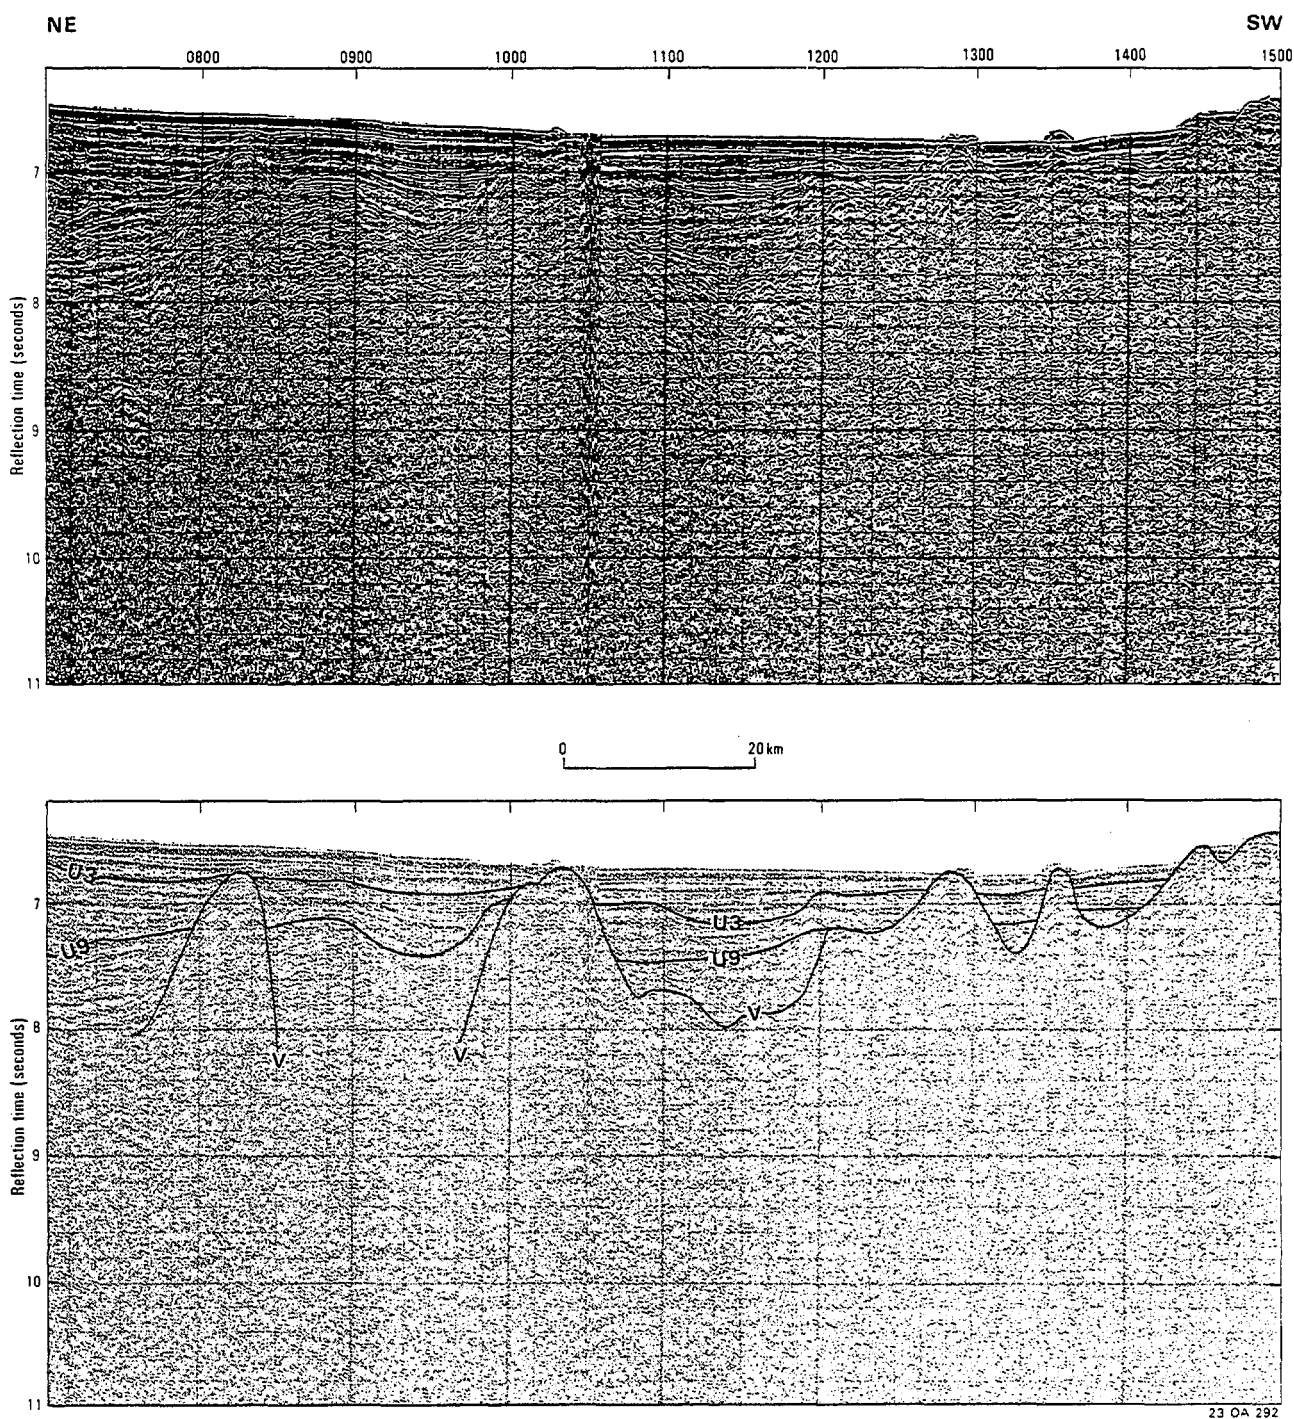 NE SW
0800 0900 1000 1100 1200 1300 1400 1500
7
8
9
10
11
Reflection time (seconds)
0 20 km
U3
U3
7
U9
U9
8
V V V
9
10
11
Reflection time (seconds)
23 OA 292